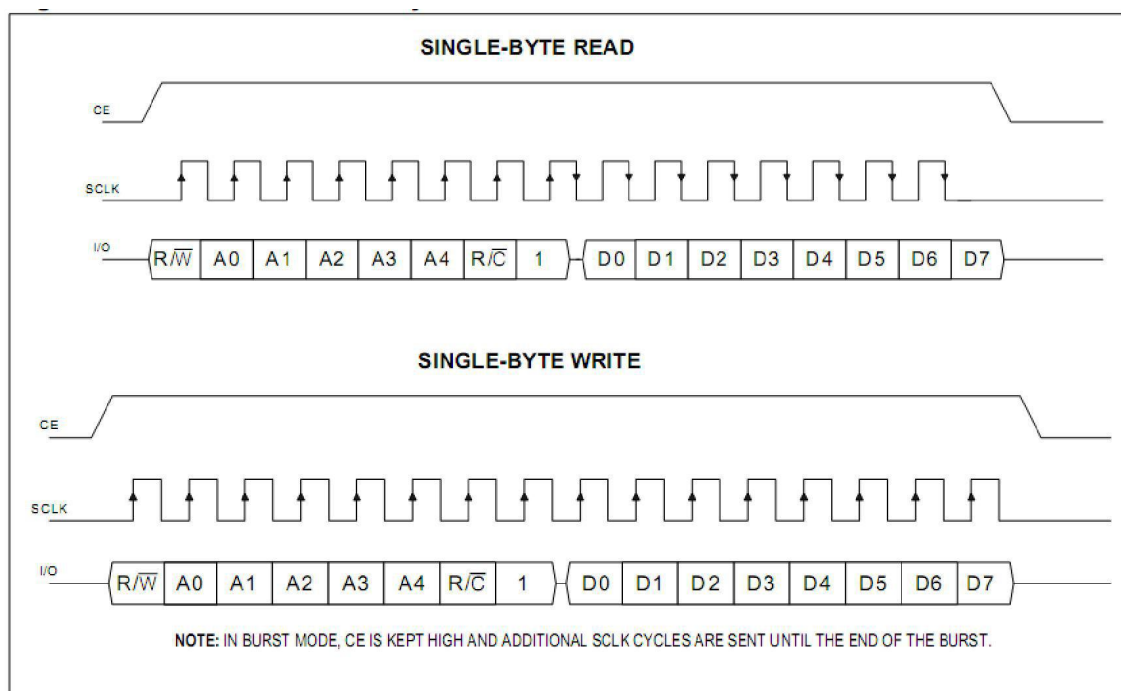 SINGLE-BYTE READ
CE
SCLK
I/O
R/W̅ A0 A1 A2 A3 A4 R/C̅ 1 D0 D1 D2 D3 D4 D5 D6 D7
SINGLE-BYTE WRITE
CE
SCLK
I/O
R/W̅ A0 A1 A2 A3 A4 R/C̅ 1 D0 D1 D2 D3 D4 D5 D6 D7
NOTE: IN BURST MODE, CE IS KEPT HIGH AND ADDITIONAL SCLK CYCLES ARE SENT UNTIL THE END OF THE BURST.